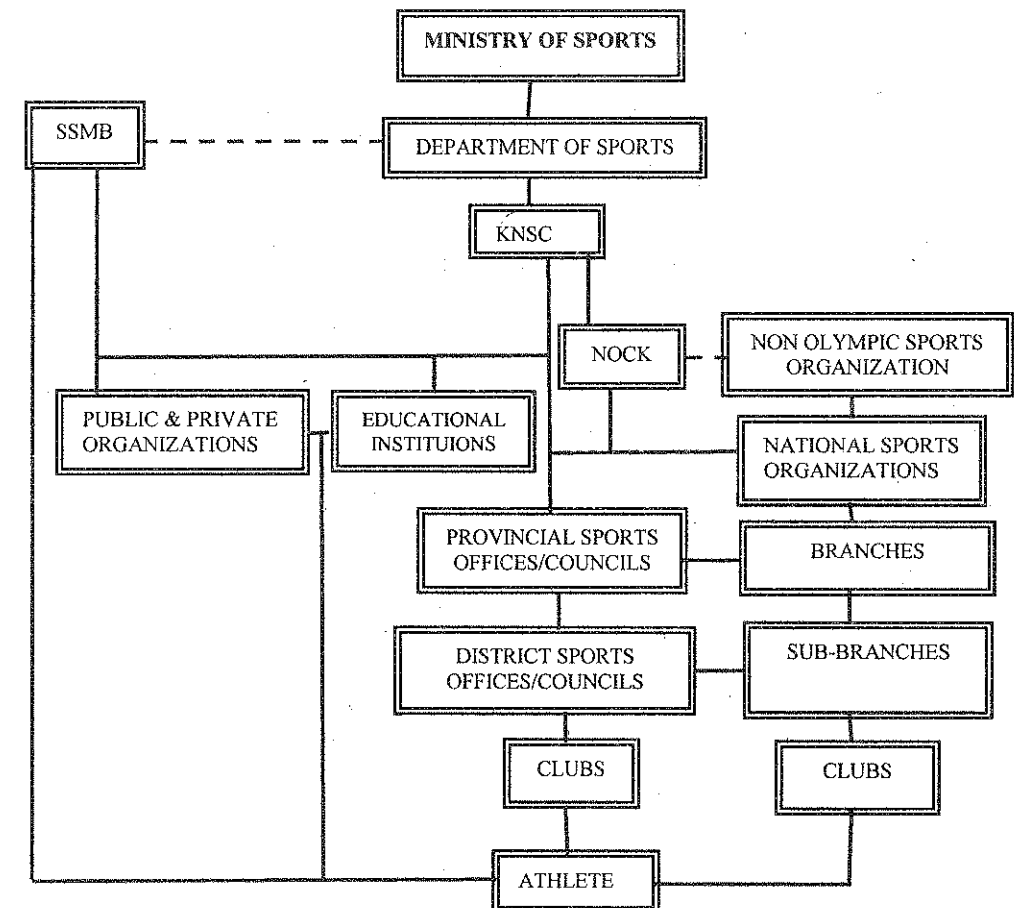 MINISTRY OF SPORTS
SSMB
DEPARTMENT OF SPORTS
KNSC
NOCK
NON OLYMPIC SPORTS
ORGANIZATION
PUBLIC & PRIVATE
ORGANIZATIONS
EDUCATIONAL
INSTITUIONS
NATIONAL SPORTS
ORGANIZATIONS
PROVINCIAL SPORTS
OFFICES/COUNCILS
BRANCHES
DISTRICT SPORTS
OFFICES/COUNCILS
SUB-BRANCHES
CLUBS
CLUBS
ATHLETE